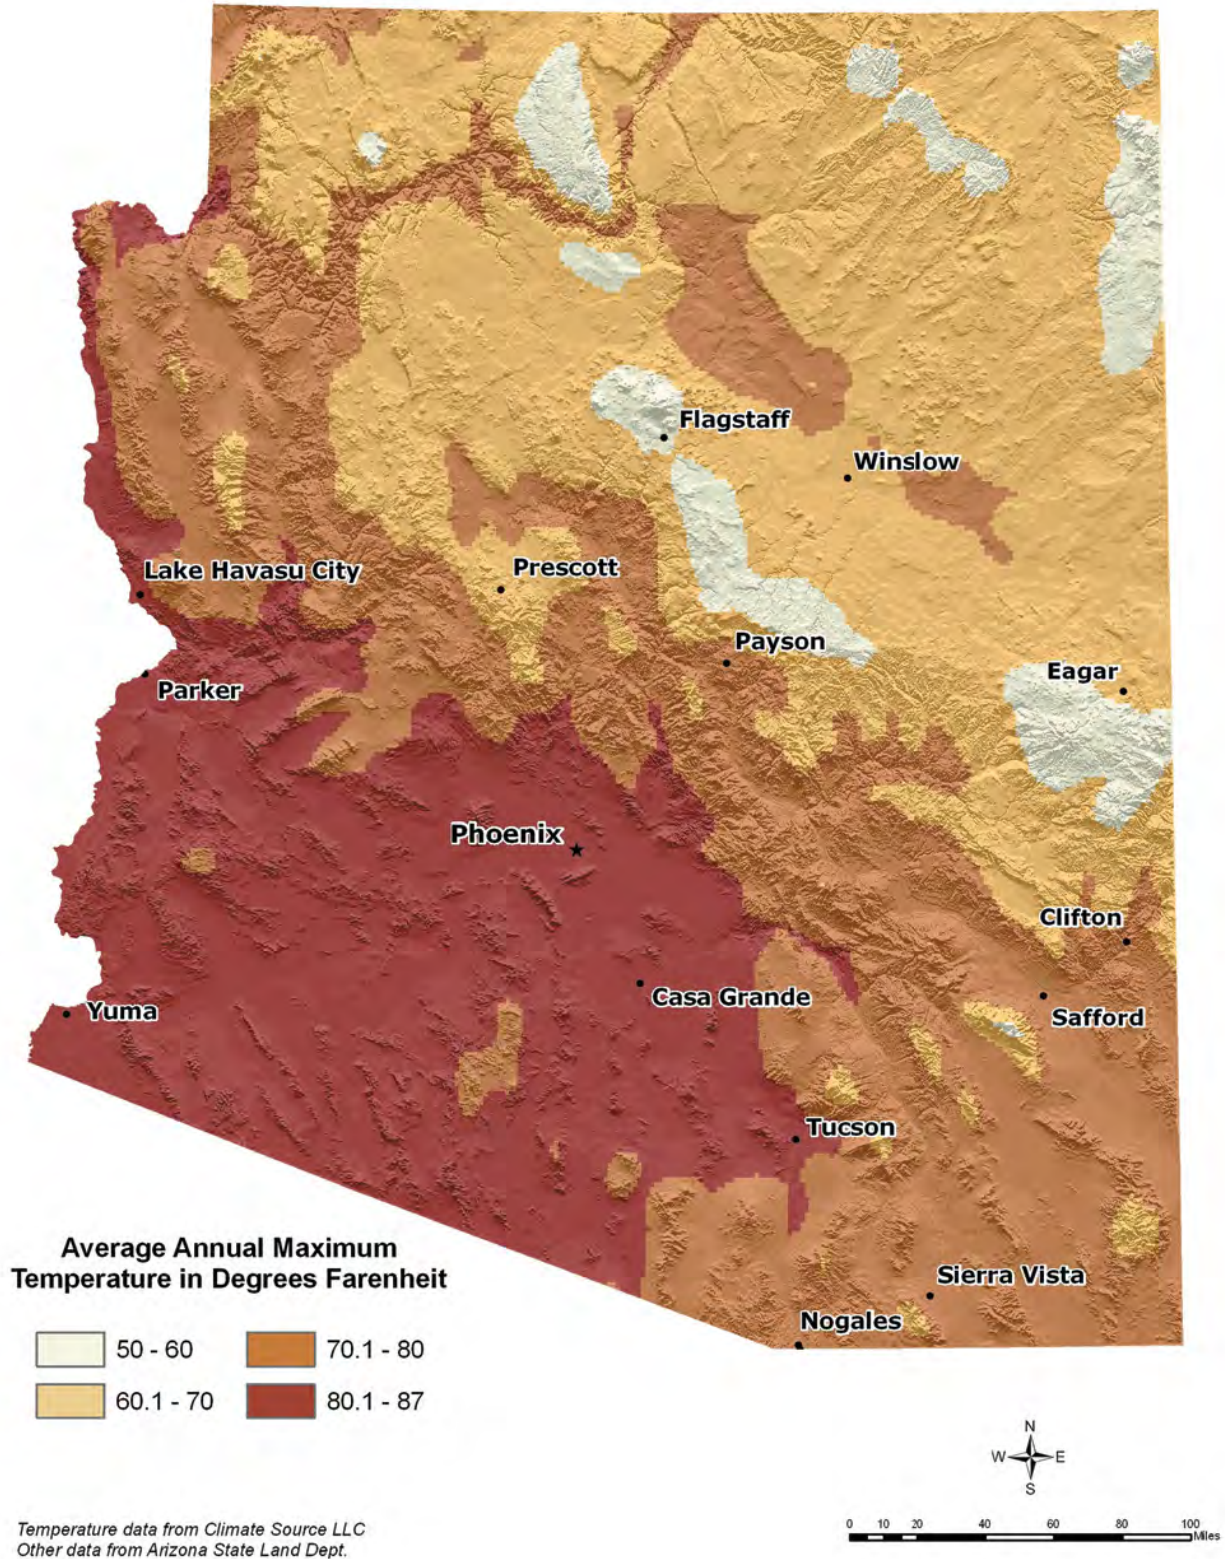 Flagstaff
Winslow
Lake Havasu City
Prescott
Payson
Eagar
Parker
Phoenix
Clifton
Casa Grande
Yuma
Safford
Tucson
Average Annual Maximum
Temperature in Degrees Farenheit
Sierra Vista
Nogales
50 - 60
70.1 - 80
60.1 - 70
80.1 - 87
N
W E
S
Temperature data from Climate Source LLC
Other data from Arizona State Land Dept.
0 10 20 40 60 80 100
Miles